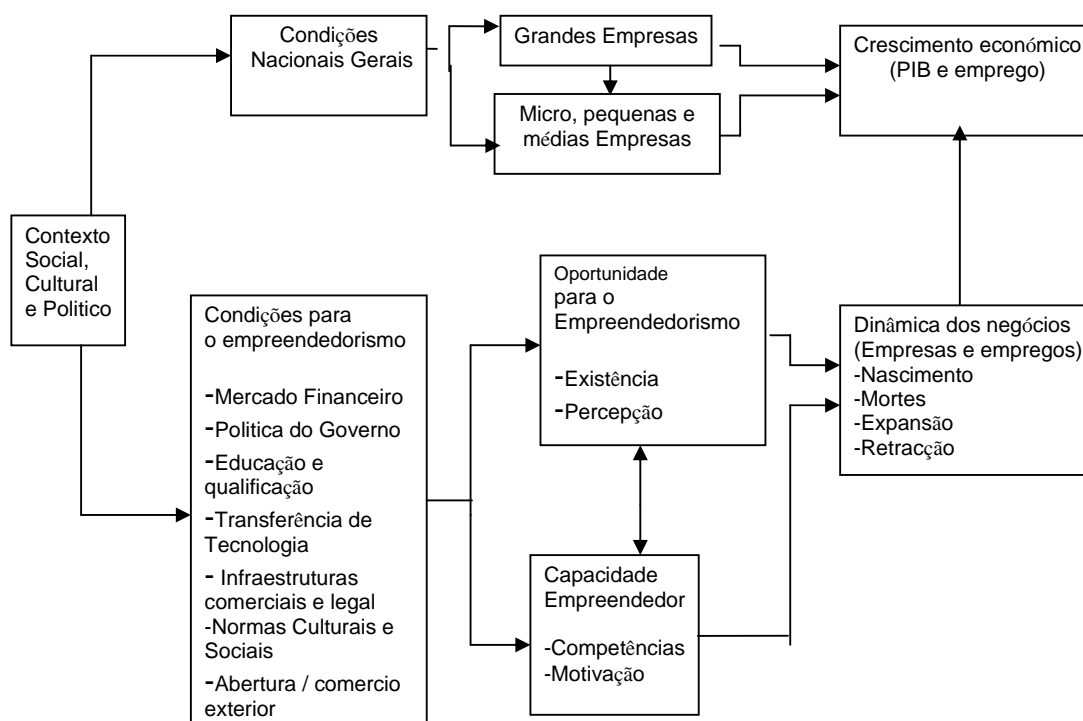 Condições
Nacionais Gerais
Grandes Empresas
Micro, pequenas e
médias Empresas
Crescimento económico
(PIB e emprego)
Contexto
Social,
Cultural
e Politico
Condições para
o empreendedorismo
-Mercado Financeiro
-Politica do Governo
-Educação e
qualificação
-Transferência de
Tecnologia
- Infraestruturas
comerciais e legal
-Normas Culturais e
Sociais
-Abertura / comercio
exterior
Oportunidade
para o
Empreendedorismo
-Existência
-Percepção
Capacidade
Empreendedor
-Competências
-Motivação
Dinâmica dos negócios
(Empresas e empregos)
-Nascimento
-Mortes
-Expansão
-Retracção